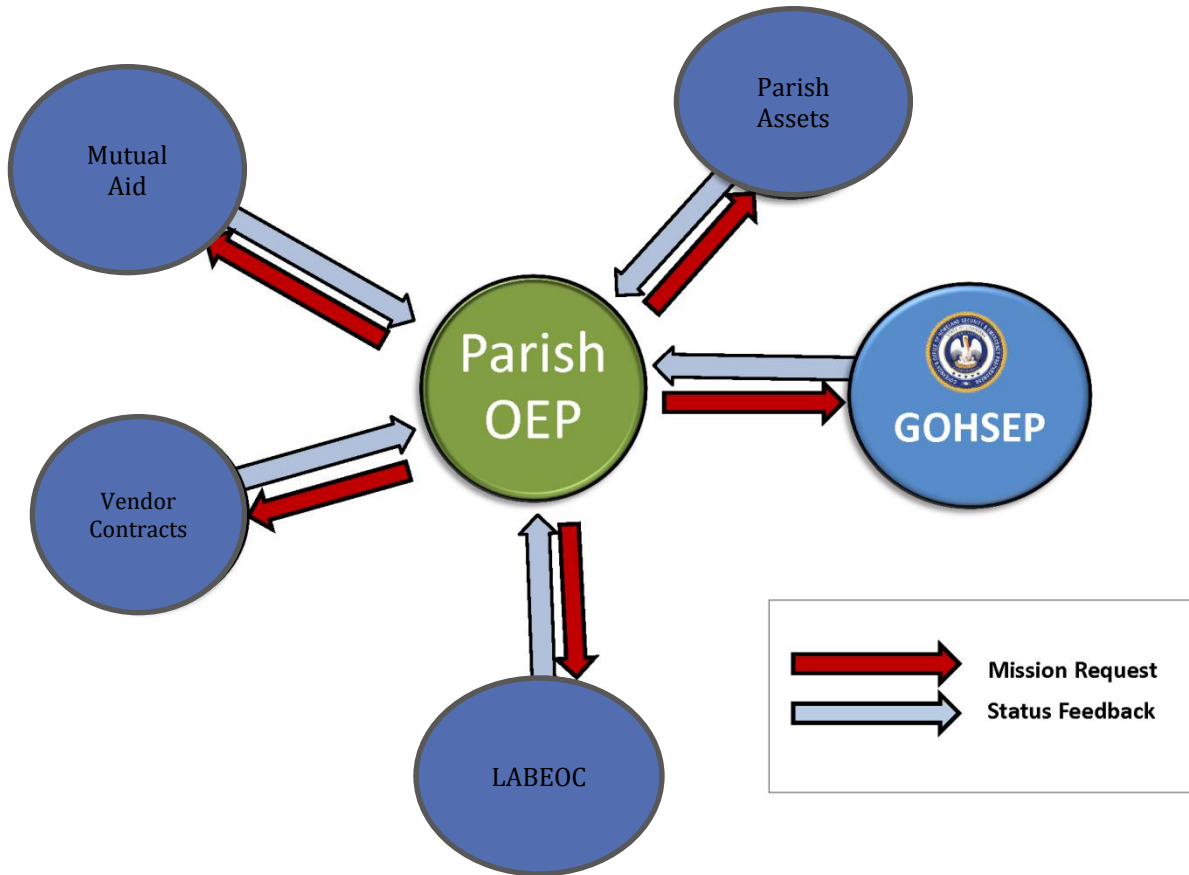 Parish
Assets
Mutual
Aid
Parish
OEP
GOHSEP
Vendor
Contracts
LABEOC
Mission Request
Status Feedback